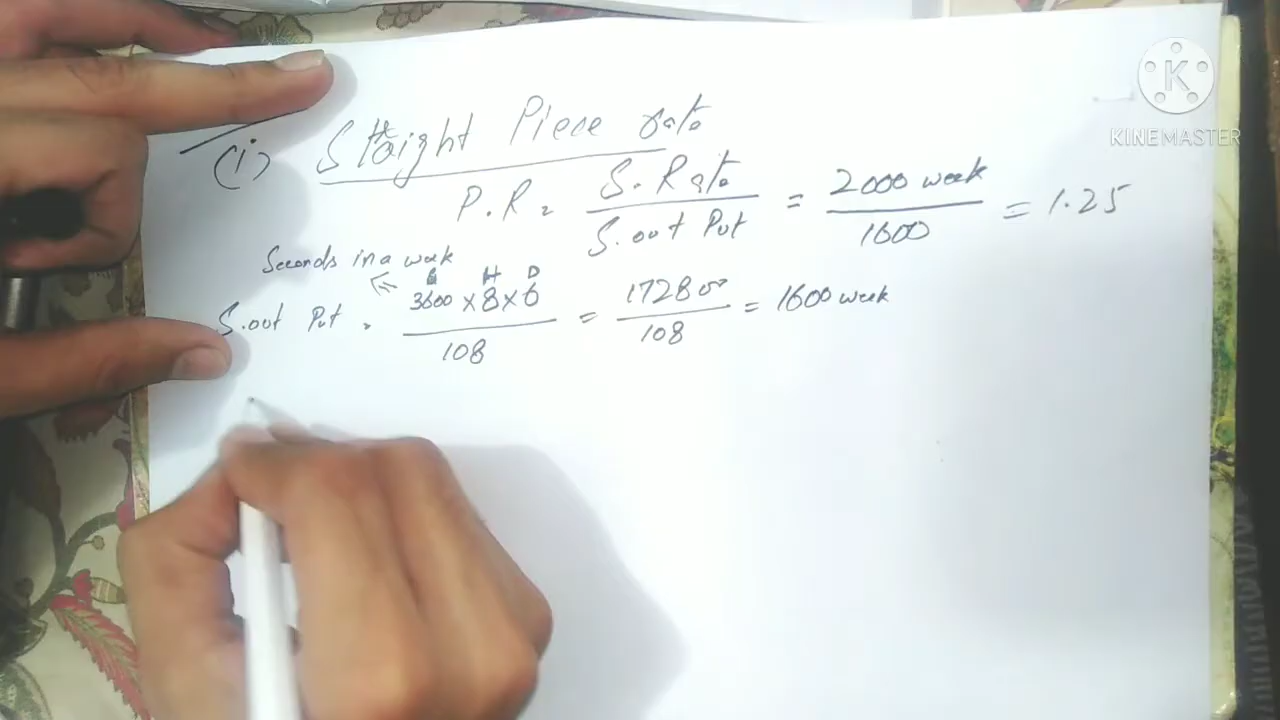 (i) Staight Piece rate
P.R = S.Rate / S.out Put = 2000 week / 1600 = 1.25
Seconds in a week
S H D
S.out Put = 3600 × 8 × 6 / 108 = 172800 / 108 = 1600 week
K
KINEMASTER